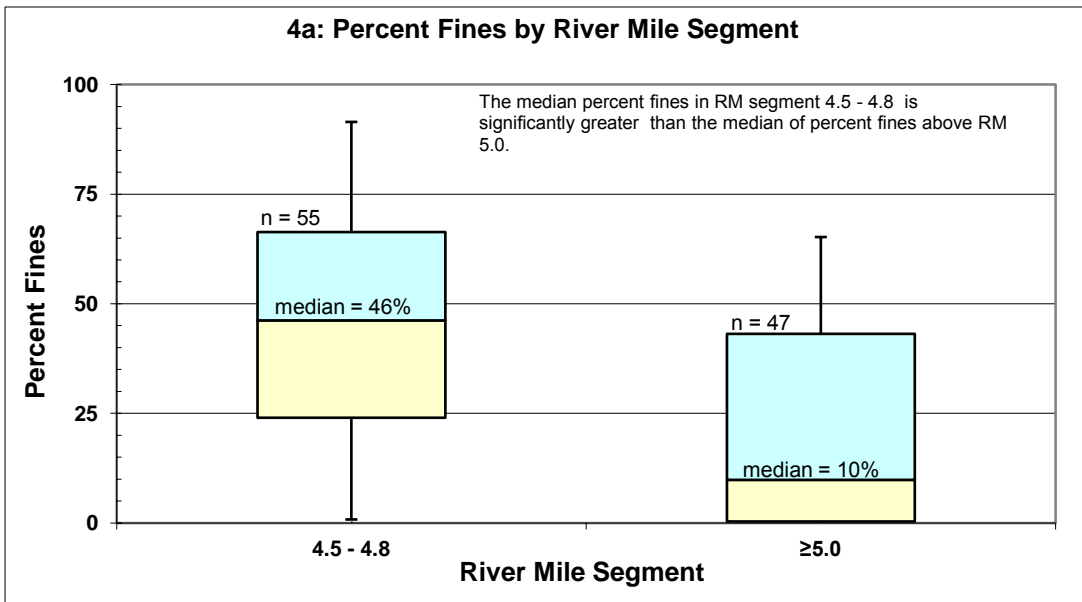 4a: Percent Fines by River Mile Segment
The median percent fines in RM segment 4.5 - 4.8  is
significantly greater  than the median of percent fines above RM
5.0.
100
75
50
25
0
Percent Fines
n = 55
median = 46%
n = 47
median = 10%
4.5 - 4.8
≥5.0
River Mile Segment